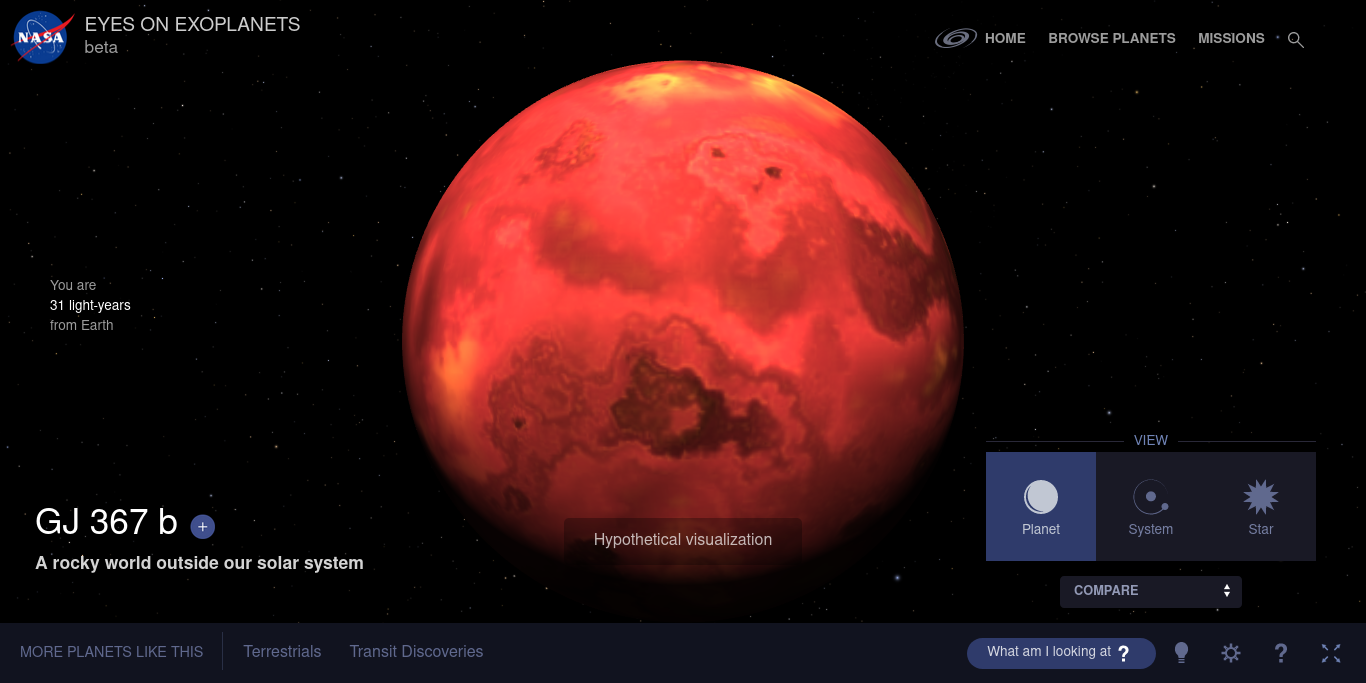 NASA
EYES ON EXOPLANETS
beta
HOME
BROWSE PLANETS
MISSIONS
You are
31 light-years
from Earth
VIEW
Planet
System
Star
GJ 367 b +
A rocky world outside our solar system
Hypothetical visualization
COMPARE
MORE PLANETS LIKE THIS
Terrestrials
Transit Discoveries
What am I looking at ?
?